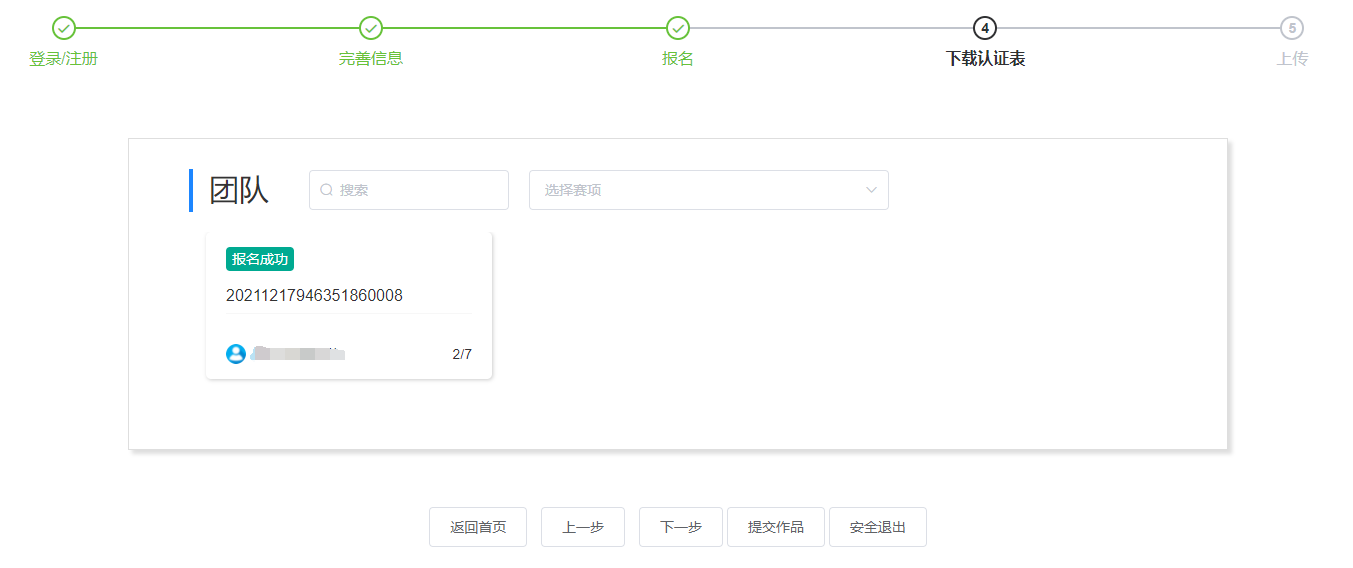 4
5
登录/注册
完善信息
报名
下载认证表
上传
团队
搜索
选择赛项
报名成功
20211217946351860008
2/7
返回首页
上一步
下一步
提交作品
安全退出